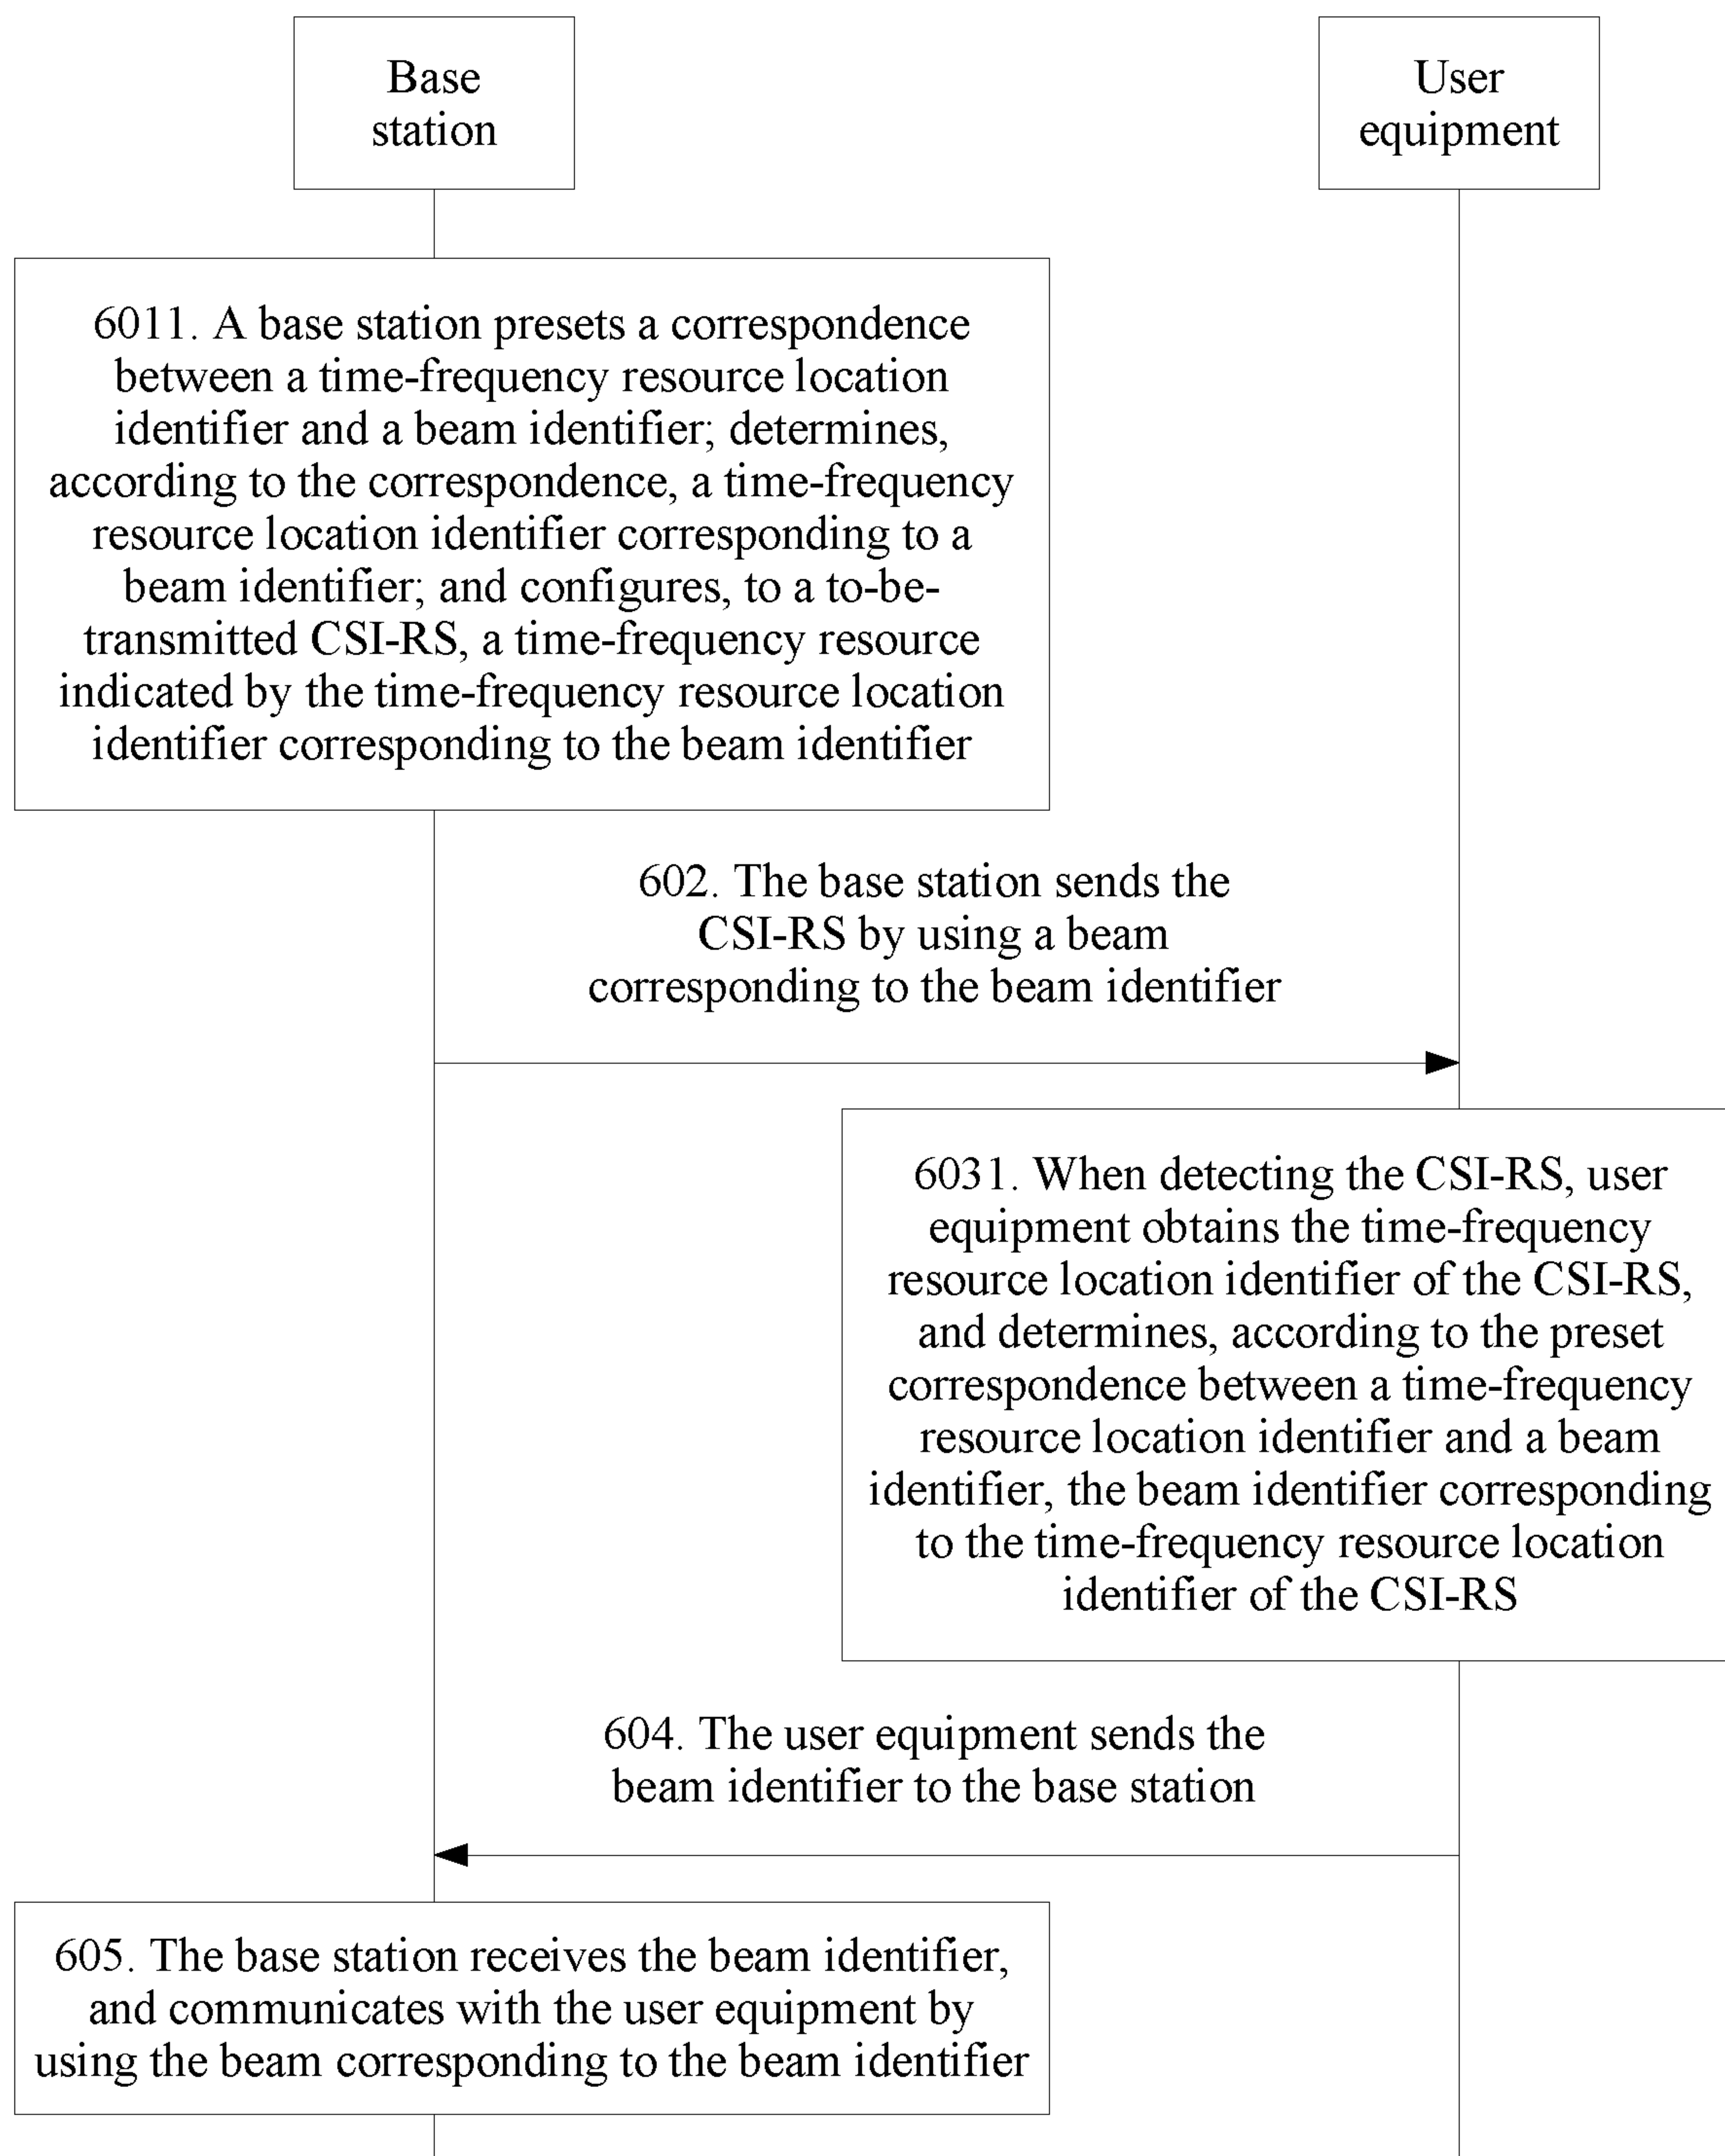 Base
station
User
equipment
6011. A base station presets a correspondence
between a time-frequency resource location
identifier and a beam identifier; determines,
according to the correspondence, a time-frequency
resource location identifier corresponding to a
beam identifier; and configures, to a to-be-
transmitted CSI-RS, a time-frequency resource
indicated by the time-frequency resource location
identifier corresponding to the beam identifier
602. The base station sends the
CSI-RS by using a beam
corresponding to the beam identifier
6031. When detecting the CSI-RS, user
equipment obtains the time-frequency
resource location identifier of the CSI-RS,
and determines, according to the preset
correspondence between a time-frequency
resource location identifier and a beam
identifier, the beam identifier corresponding
to the time-frequency resource location
identifier of the CSI-RS
604. The user equipment sends the
beam identifier to the base station
605. The base station receives the beam identifier,
and communicates with the user equipment by
using the beam corresponding to the beam identifier